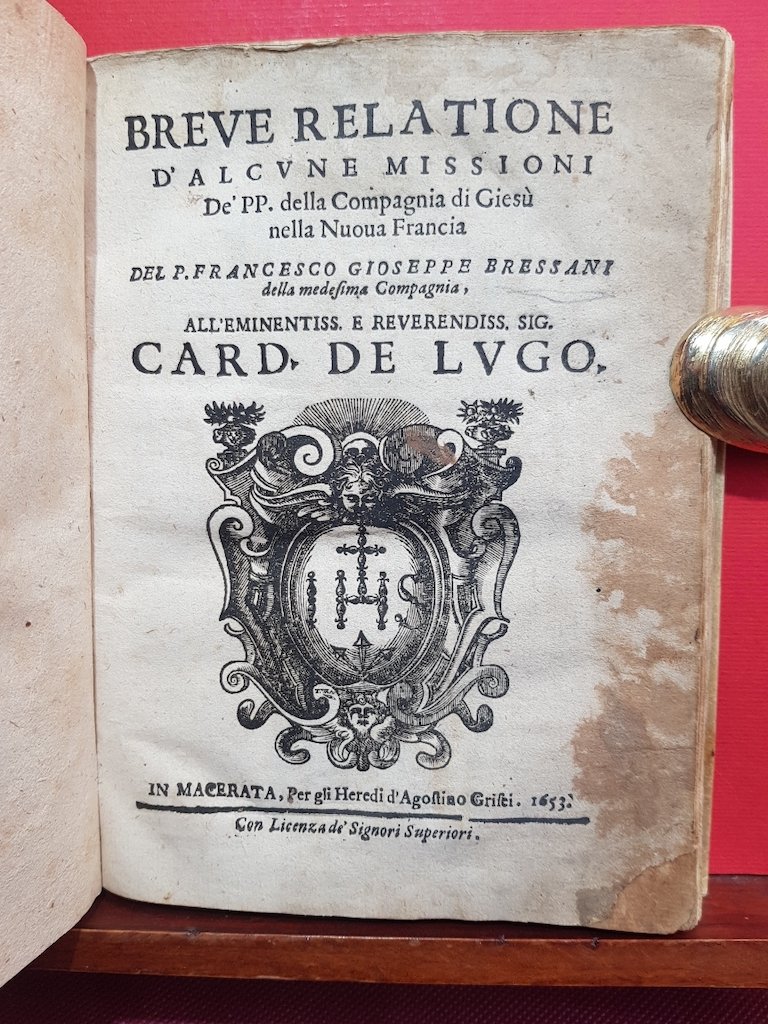 BREVE RELATIONE
D'ALCVNE MISSIONI
De' PP. della Compagnia di Giesù
nella Nuoua Francia
DEL P. FRANCESCO GIOSEPPE BRESSANI
della medeſima Compagnia,
ALL'EMINENTISS. E REVERENDISS. SIG.
CARD. DE LVGO.
IHS
IN MACERATA, Per gli Heredi d'Agoſtino Griſei. 1653.
Con Licenza de' Signori Superiori.